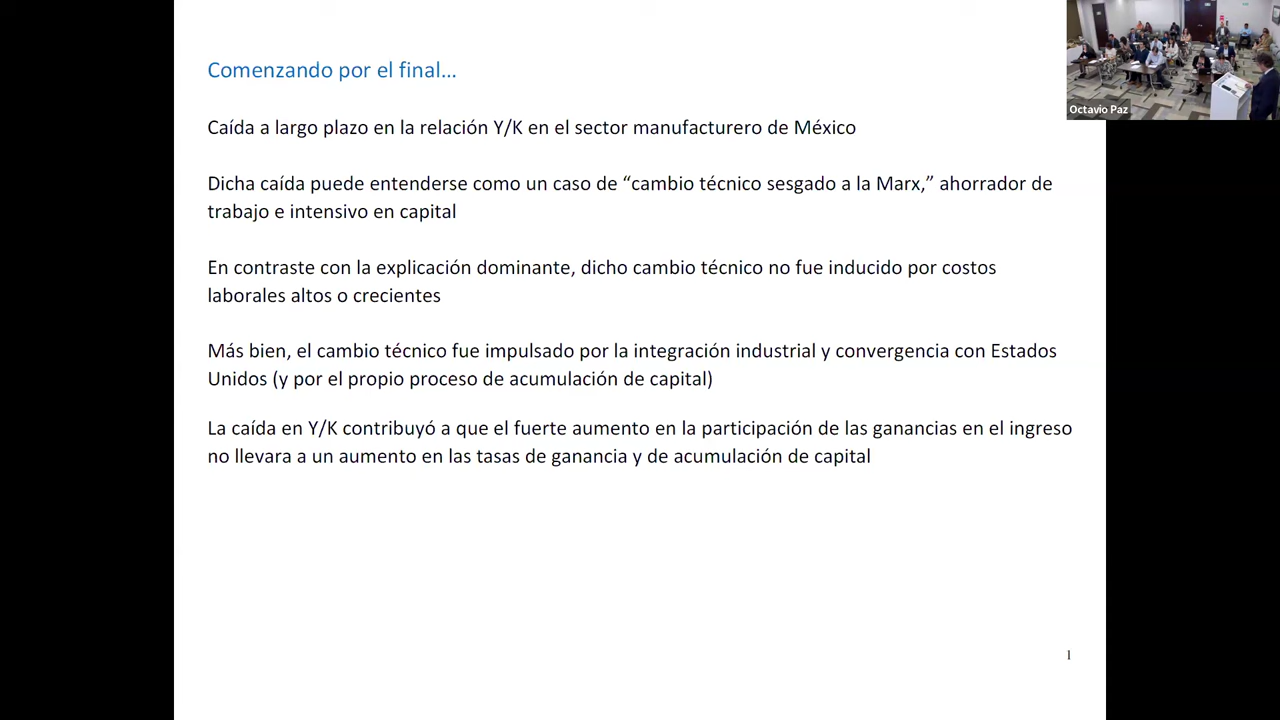 Comenzando por el final...
Octavio Paz
Caída a largo plazo en la relación Y/K en el sector manufacturero de México
Dicha caída puede entenderse como un caso de “cambio técnico sesgado a la Marx,” ahorrador de
trabajo e intensivo en capital
En contraste con la explicación dominante, dicho cambio técnico no fue inducido por costos
laborales altos o crecientes
Más bien, el cambio técnico fue impulsado por la integración industrial y convergencia con Estados
Unidos (y por el propio proceso de acumulación de capital)
La caída en Y/K contribuyó a que el fuerte aumento en la participación de las ganancias en el ingreso
no llevara a un aumento en las tasas de ganancia y de acumulación de capital
1